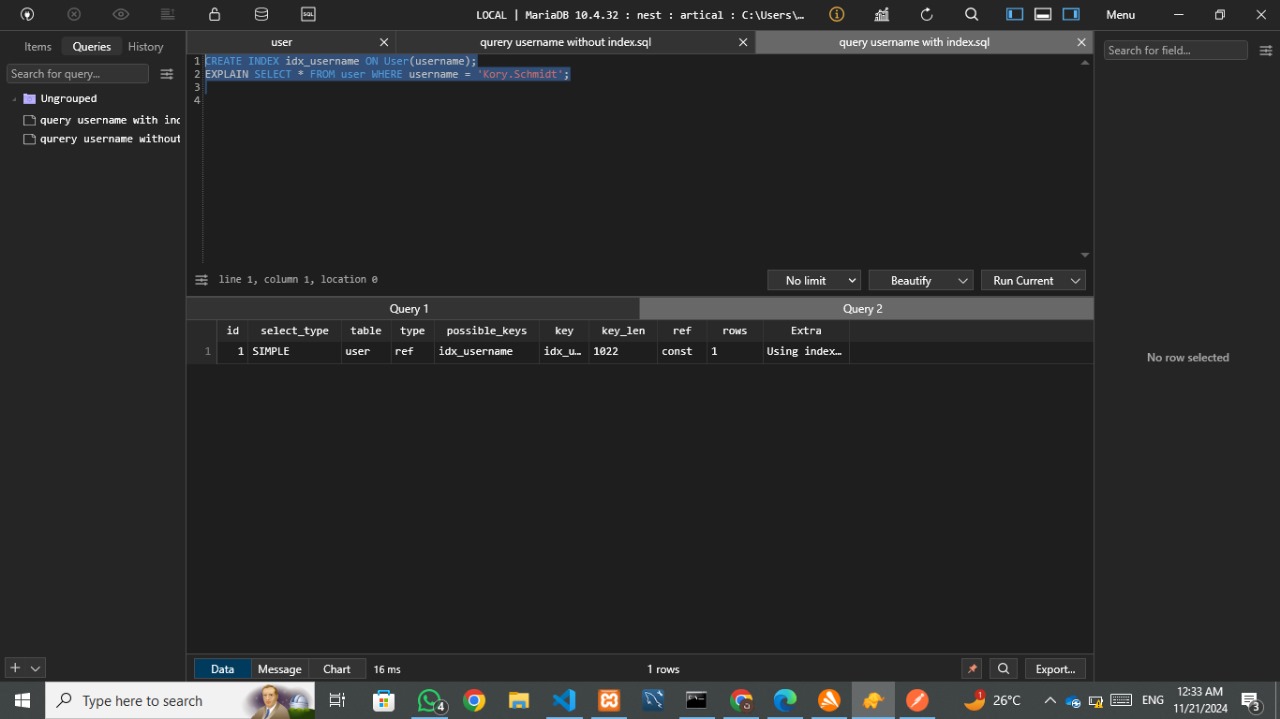 LOCAL | MariaDB 10.4.32 : nest : artical : C:\Users\...
Menu
Items Queries History
user
qurery username without index.sql
query username with index.sql
Search for query...
Search for field...
Ungrouped
query username with inc
qurery username without
1 CREATE INDEX idx_username ON User(username);
2 EXPLAIN SELECT * FROM user WHERE username = 'Kory.Schmidt';
3
4
line 1, column 1, location 0
No limit
Beautify
Run Current
Query 1
Query 2
id select_type table type possible_keys key key_len ref rows Extra
1 1 SIMPLE user ref idx_username idx_u... 1022 const 1 Using index...
No row selected
Data Message Chart 16 ms
1 rows
Export...
Type here to search
4
1
26°C
ENG
12:33 AM
11/21/2024
3